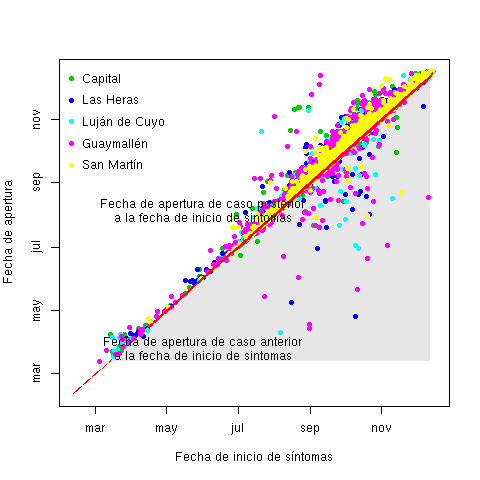 Capital
Las Heras
Luján de Cuyo
Guaymallén
San Martín
Fecha de apertura de caso posterior
a la fecha de inicio de sintomas
Fecha de apertura de caso anterior
a la fecha de inicio de sintomas
Fecha de apertura
mar
may
jul
sep
nov
mar
may
jul
sep
nov
Fecha de inicio de síntomas